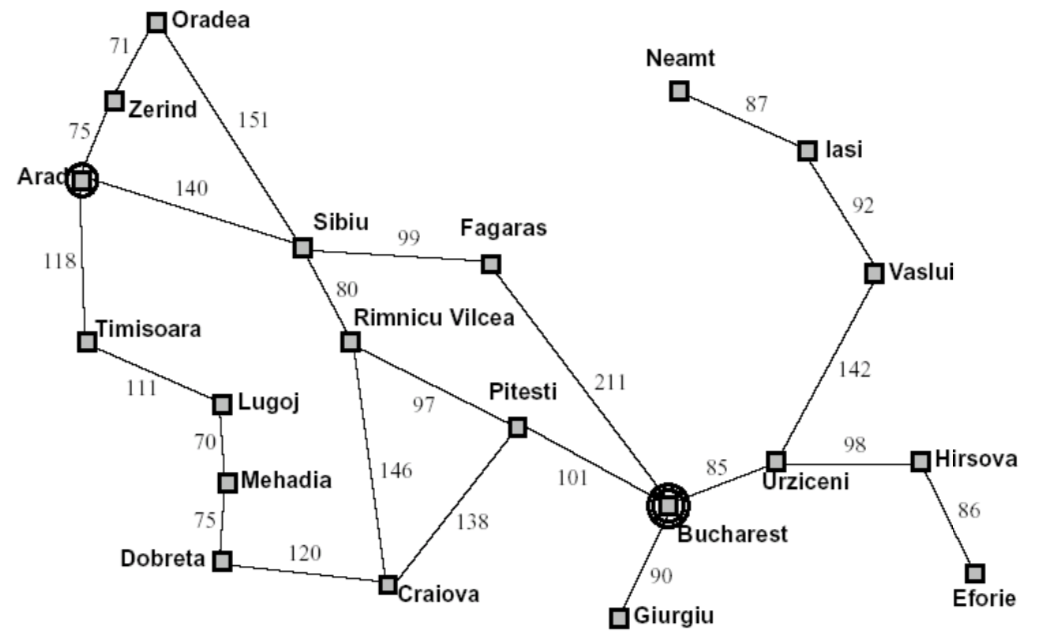 Oradea
71
Neamt
87
Zerind
151
75
Iasi
Arad
140
92
Sibiu
99
Fagaras
118
Vaslui
80
Rimnicu Vilcea
Timisoara
142
211
111
Pitesti
Lugoj
97
70
98
Hirsova
85
146
101
Urziceni
Mehadia
75
138
86
Bucharest
Dobreta
120
90
Craiova
Eforie
Giurgiu